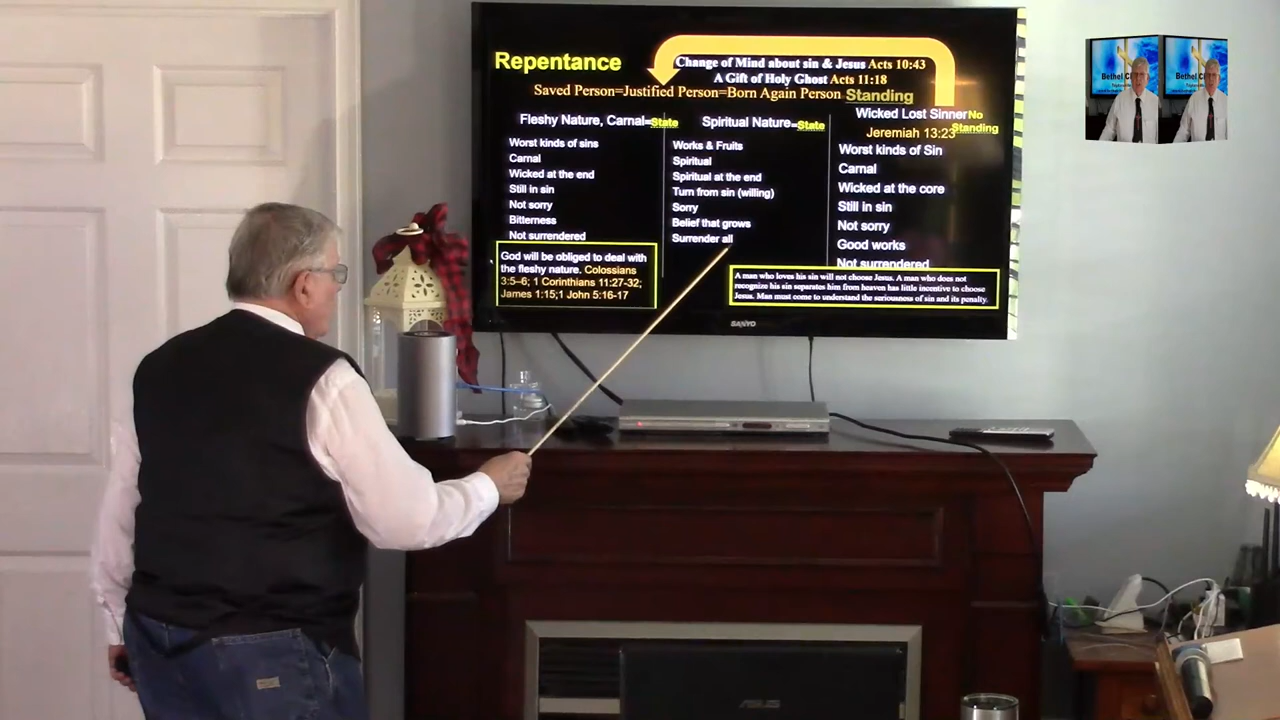 Repentance
Change of Mind about sin & Jesus Acts 10:43
A Gift of Holy Ghost Acts 11:18
Saved Person=Justified Person=Born Again Person Standing
Fleshy Nature, Carnal=State
Worst kinds of sins
Carnal
Wicked at the end
Still in sin
Not sorry
Bitterness
Not surrendered
God will be obliged to deal with
the fleshy nature. Colossians
3:5–6; 1 Corinthians 11:27-32;
James 1:15;1 John 5:16-17
Spiritual Nature=State
Works & Fruits
Spiritual
Spiritual at the end
Turn from sin (willing)
Sorry
Belief that grows
Surrender all
Wicked Lost Sinner No
Standing
Jeremiah 13:23
Worst kinds of Sin
Carnal
Wicked at the core
Still in sin
Not sorry
Good works
Not surrendered
A man who loves his sin will not choose Jesus. A man who does not
recognize his sin separates him from heaven has little incentive to choose
Jesus. Man must come to understand the seriousness of sin and its penalty.
SANYO
ASUS
Bethel
Bethel